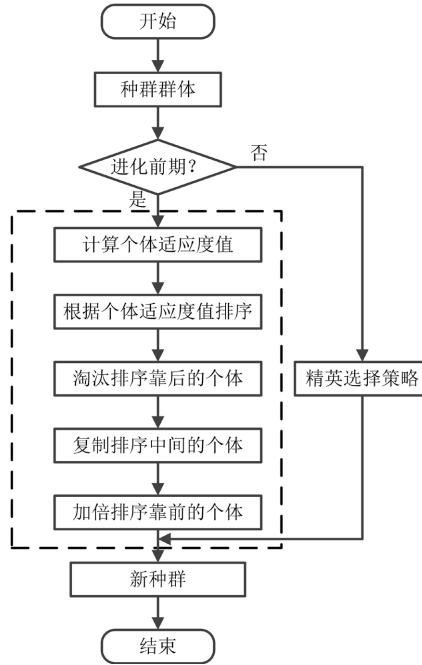 开始
种群群体
进化前期?
否
是
计算个体适应度值
根据个体适应度值排序
淘汰排序靠后的个体
精英选择策略
复制排序中间的个体
加倍排序靠前的个体
新种群
结束